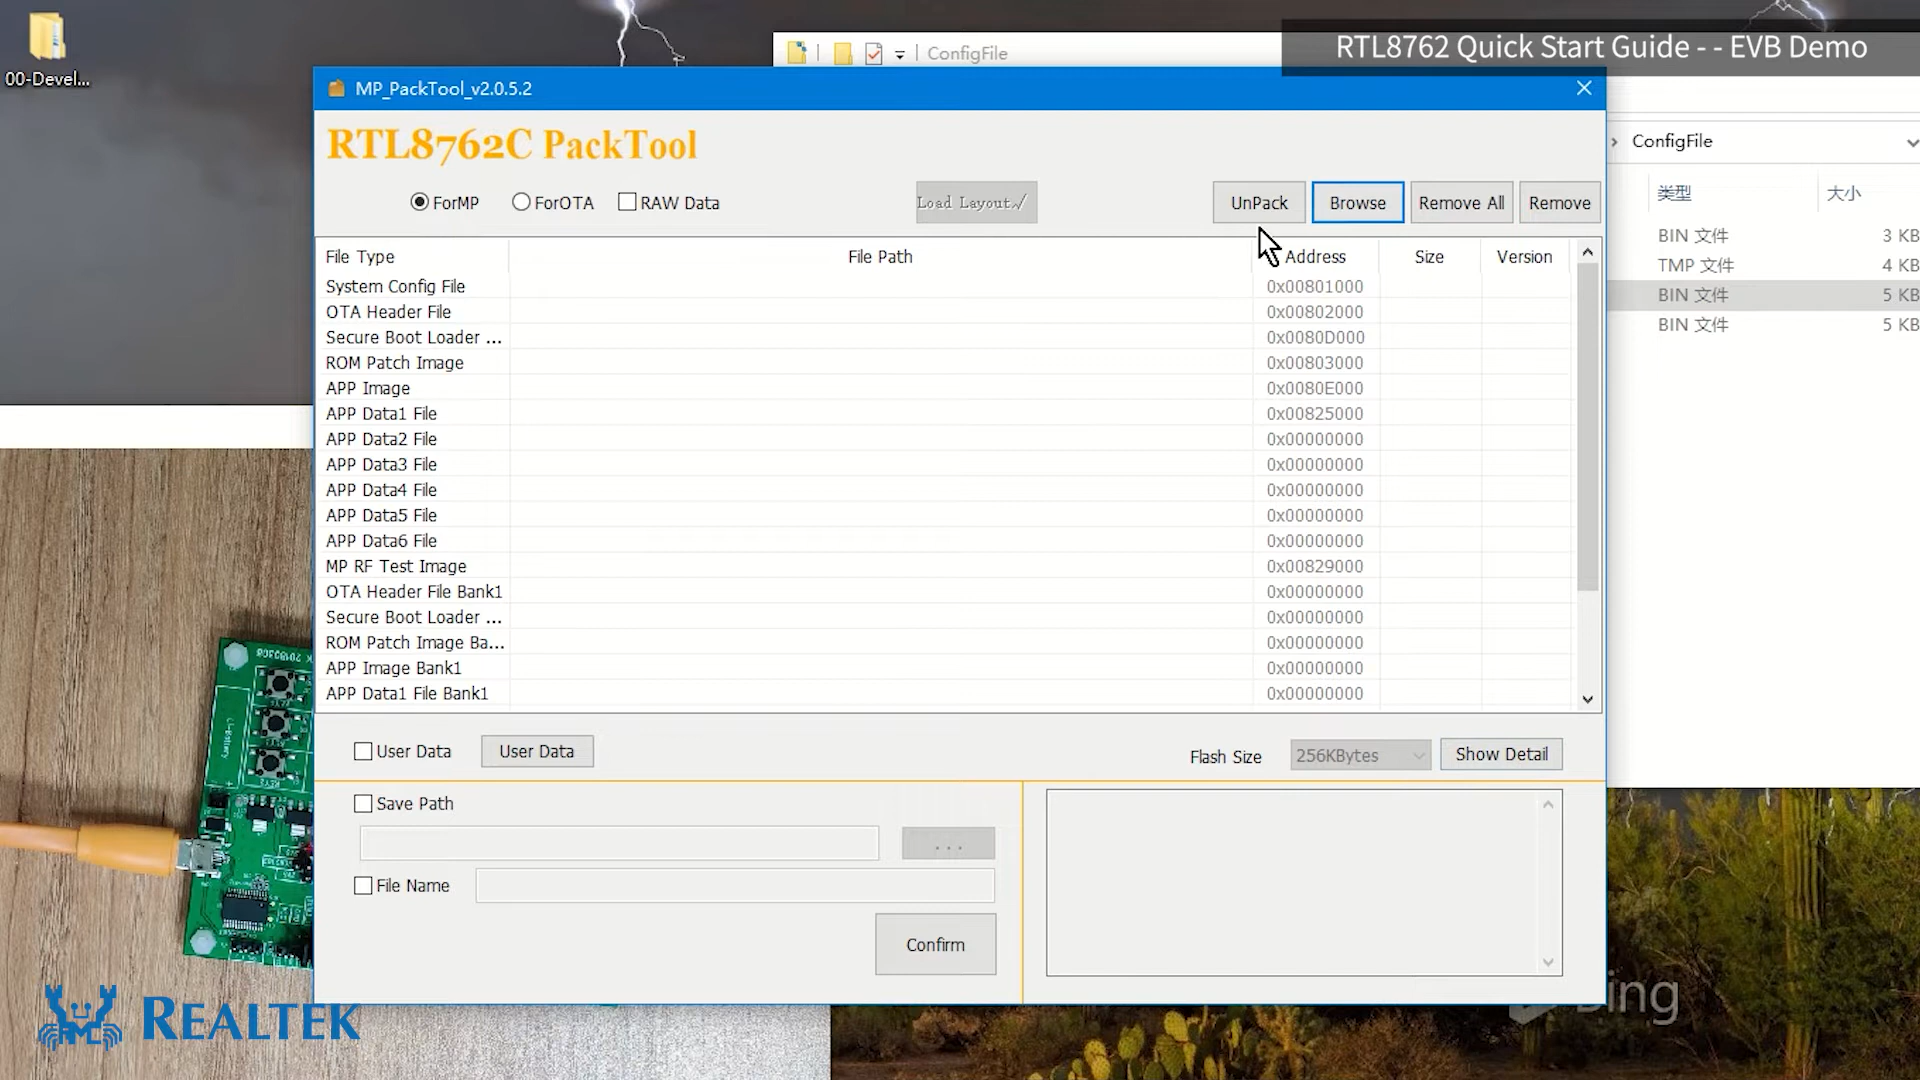 00-Devel...
ConfigFile
RTL8762 Quick Start Guide - - EVB Demo
MP_PackTool_v2.0.5.2
RTL8762C PackTool
ConfigFile
ForMP
ForOTA
RAW Data
Load Layout√
UnPack
Browse
Remove All
Remove
类型
大小
BIN 文件
3 KB
TMP 文件
4 KB
BIN 文件
5 KB
BIN 文件
5 KB
File Type
File Path
Address
Size
Version
System Config File
0x00801000
OTA Header File
0x00802000
Secure Boot Loader ...
0x0080D000
ROM Patch Image
0x00803000
APP Image
0x0080E000
APP Data1 File
0x00825000
APP Data2 File
0x00000000
APP Data3 File
0x00000000
APP Data4 File
0x00000000
APP Data5 File
0x00000000
APP Data6 File
0x00000000
MP RF Test Image
0x00829000
OTA Header File Bank1
0x00000000
Secure Boot Loader ...
0x00000000
ROM Patch Image Ba...
0x00000000
APP Image Bank1
0x00000000
APP Data1 File Bank1
0x00000000
User Data
User Data
Flash Size
256KBytes
Show Detail
Save Path
...
File Name
Confirm
REALTEK